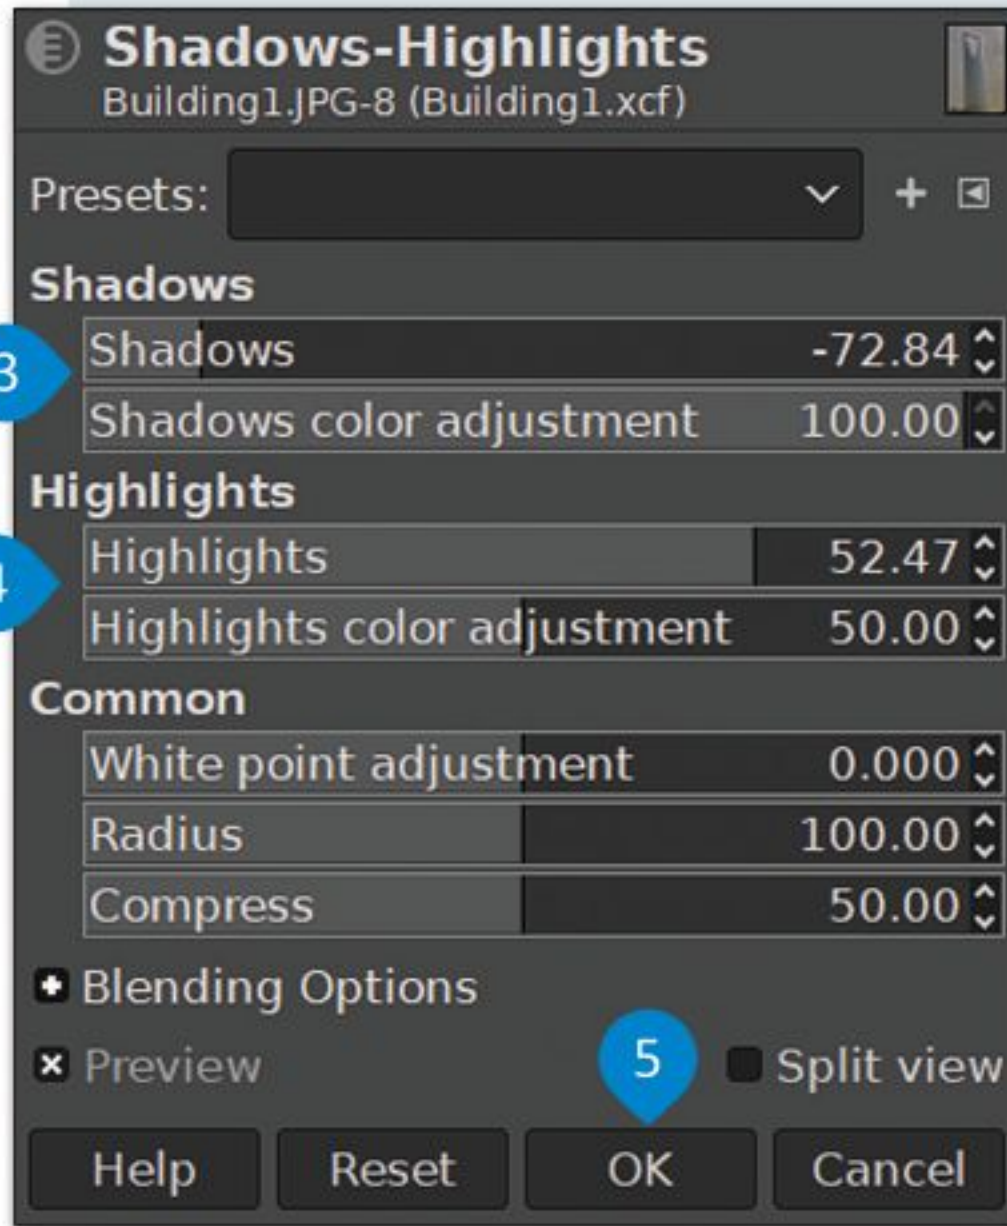 Shadows-Highlights
Building1.JPG-8 (Building1.xcf)
Presets:
Shadows
3
Shadows -72.84
Shadows color adjustment 100.00
Highlights
4
Highlights 52.47
Highlights color adjustment 50.00
Common
White point adjustment 0.000
Radius 100.00
Compress 50.00
Blending Options
Preview 5 Split view
Help Reset OK Cancel